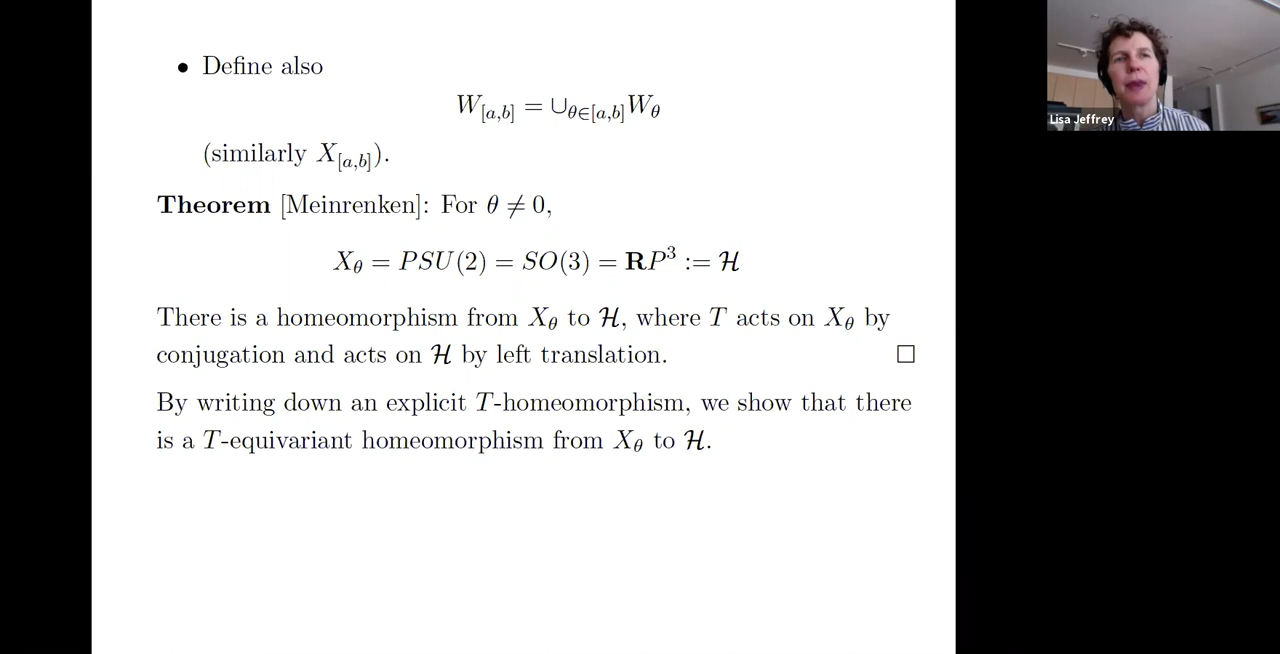 • Define also
W_{[a,b]} = ∪_{θ∈[a,b]}W_θ
(similarly X_{[a,b]}).
Theorem [Meinrenken]: For θ ≠ 0,
X_θ = PSU(2) = SO(3) = RP³ := ℋ
There is a homeomorphism from X_θ to ℋ, where T acts on X_θ by
conjugation and acts on ℋ by left translation. □
By writing down an explicit T-homeomorphism, we show that there
is a T-equivariant homeomorphism from X_θ to ℋ.
Lisa Jeffrey